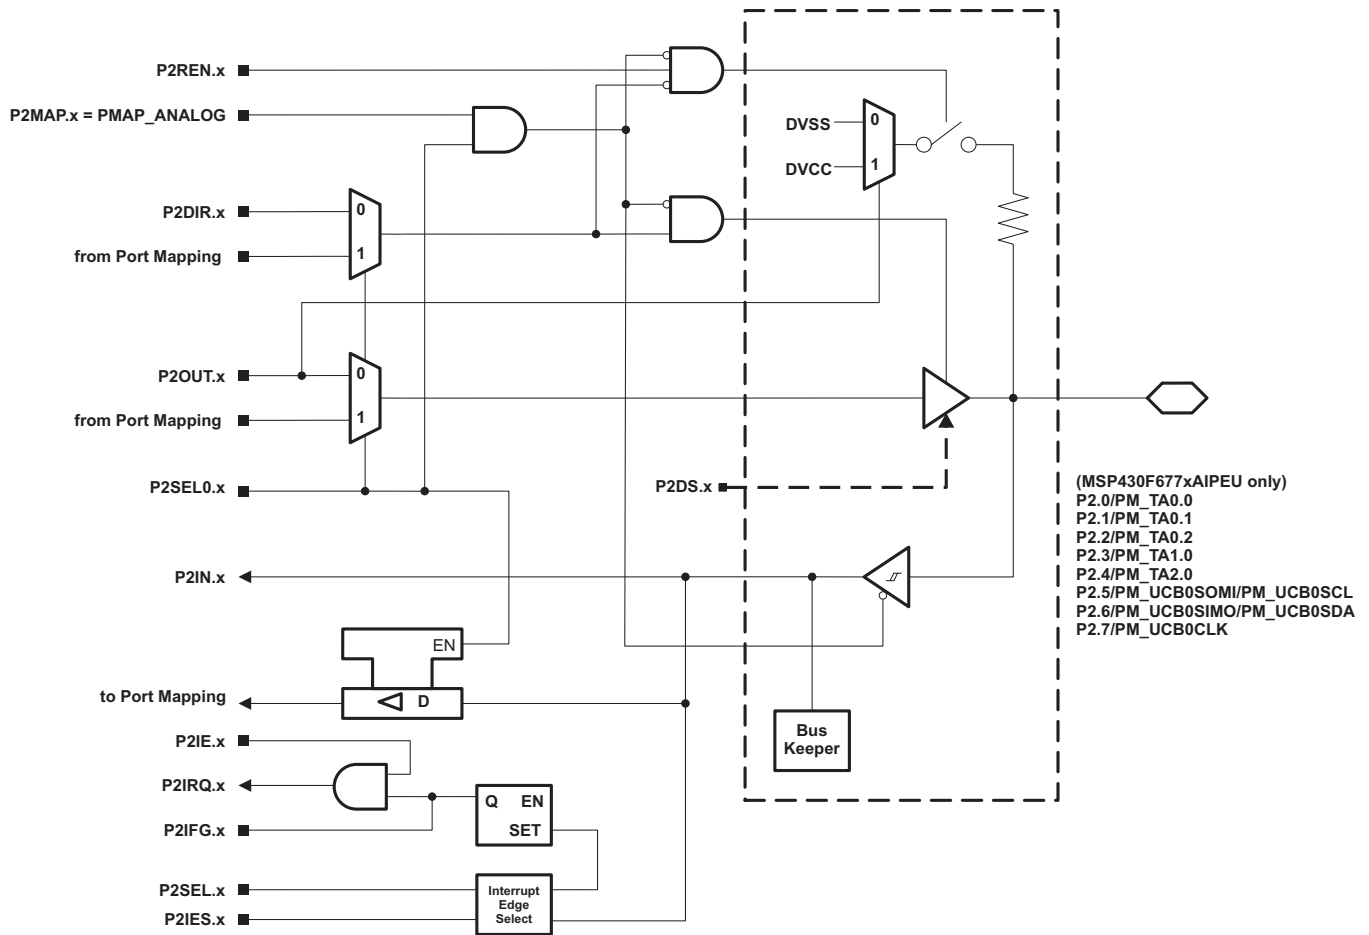 P2REN.x
P2MAP.x = PMAP_ANALOG
DVSS
0
DVCC
1
P2DIR.x
0
from Port Mapping
1
P2OUT.x
0
from Port Mapping
1
P2SEL0.x
P2DS.x
(MSP430F677xAIPEU only)
P2.0/PM_TA0.0
P2.1/PM_TA0.1
P2.2/PM_TA0.2
P2.3/PM_TA1.0
P2.4/PM_TA2.0
P2.5/PM_UCB0SOMI/PM_UCB0SCL
P2.6/PM_UCB0SIMO/PM_UCB0SDA
P2.7/PM_UCB0CLK
P2IN.x
EN
to Port Mapping
D
Bus
Keeper
P2IE.x
P2IRQ.x
Q EN
SET
P2IFG.x
P2SEL.x
P2IES.x
Interrupt
Edge
Select